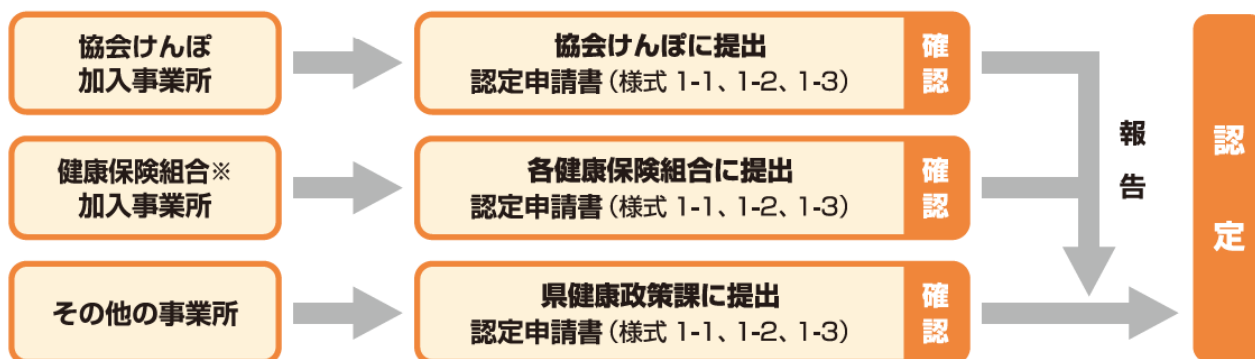 協会けんぽ
加入事業所
協会けんぽに提出
認定申請書（様式 1-1、1-2、1-3）
確認
健康保険組合※
加入事業所
各健康保険組合に提出
認定申請書（様式 1-1、1-2、1-3）
確認
その他の事業所
県健康政策課に提出
認定申請書（様式 1-1、1-2、1-3）
確認
報告
認定